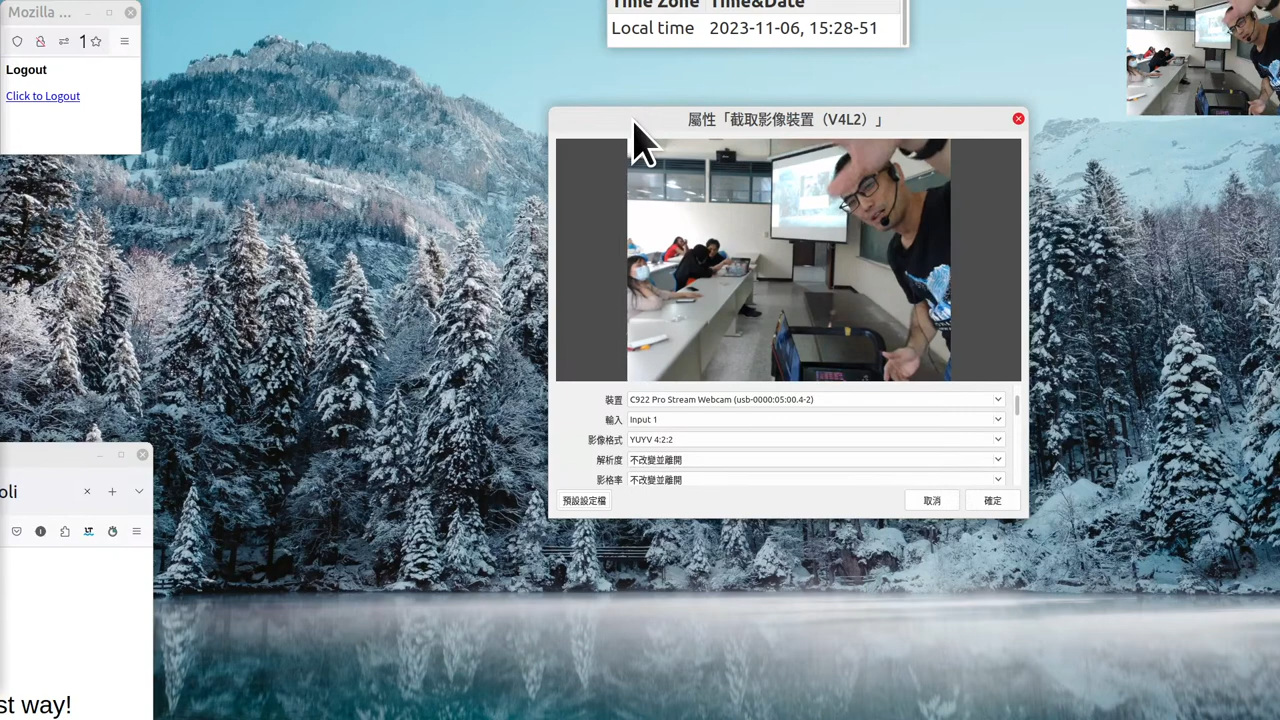 Mozilla ...
1
Logout
Click to Logout
Time Zone Time&Date
Local time 2023-11-06, 15:28-51
屬性「截取影像裝置（V4L2）」
裝置 C922 Pro Stream Webcam (usb-0000:05:00.4-2)
輸入 Input 1
影像格式 YUYV 4:2:2
解析度 不改變並離開
影格率 不改變並離開
預設設定檔 取消 確定
oli
LT
st way!